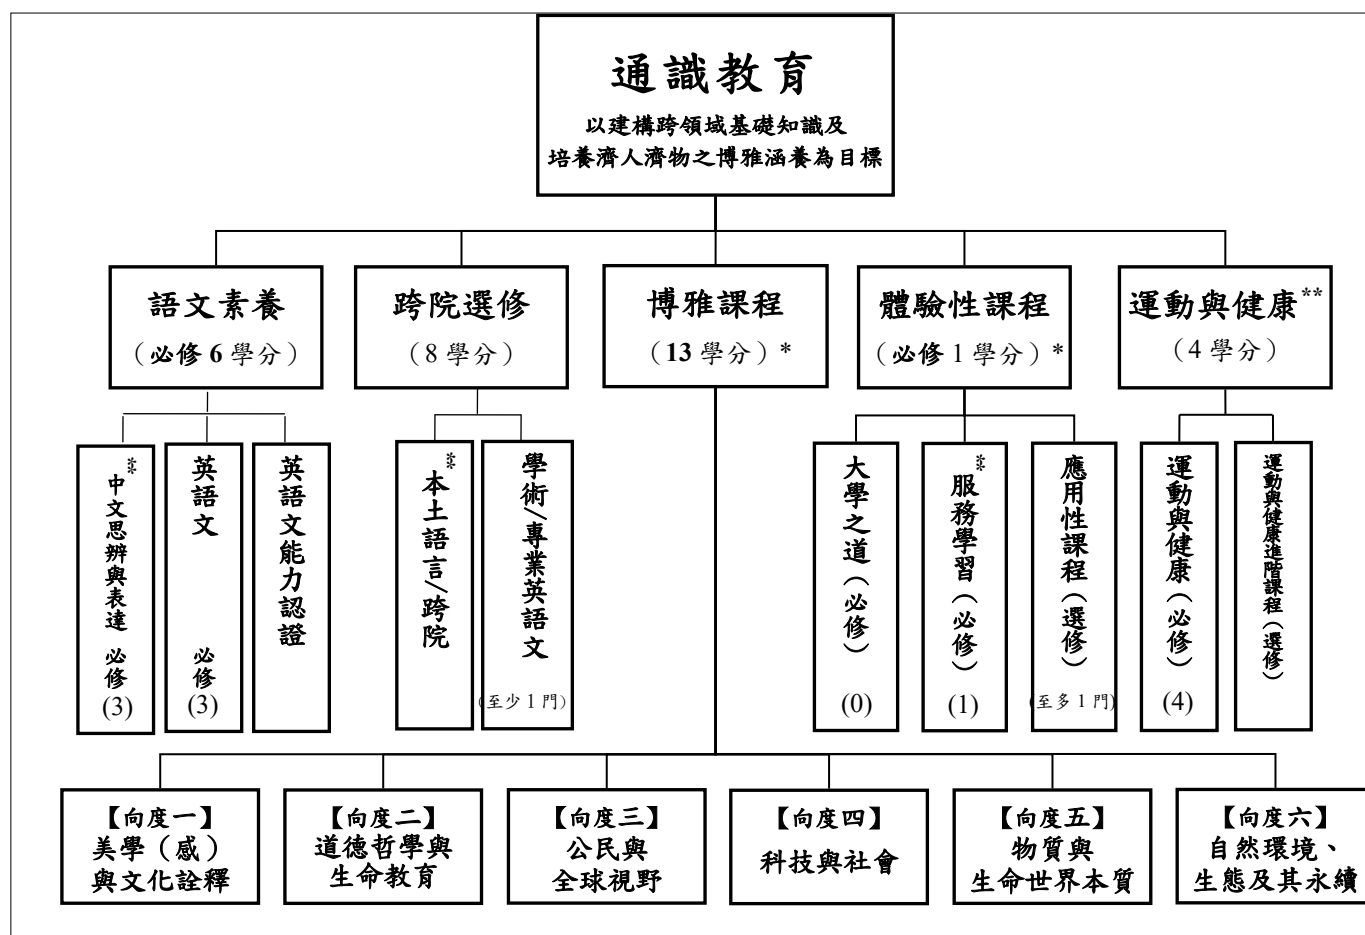 通識教育
以建構跨領域基礎知識及
培養濟人濟物之博雅涵養為目標
語文素養
（必修 6 學分）
跨院選修
（8 學分）
博雅課程
（13 學分）*
體驗性課程
（必修 1 學分）*
運動與健康**
（4 學分）
中文思辨與表達 必修
(3)
英語文 必修
(3)
英語文能力認證
本土語言/跨院
學術/專業英語文
(至少 1 門)
大學之道（必修）
(0)
服務學習（必修）
(1)
應用性課程（選修）
(至多 1 門)
運動與健康（必修）
(4)
運動與健康進階課程（選修）
【向度一】
美學（感）
與文化詮釋
【向度二】
道德哲學與
生命教育
【向度三】
公民與
全球視野
【向度四】
科技與社會
【向度五】
物質與
生命世界本質
【向度六】
自然環境、
生態及其永續